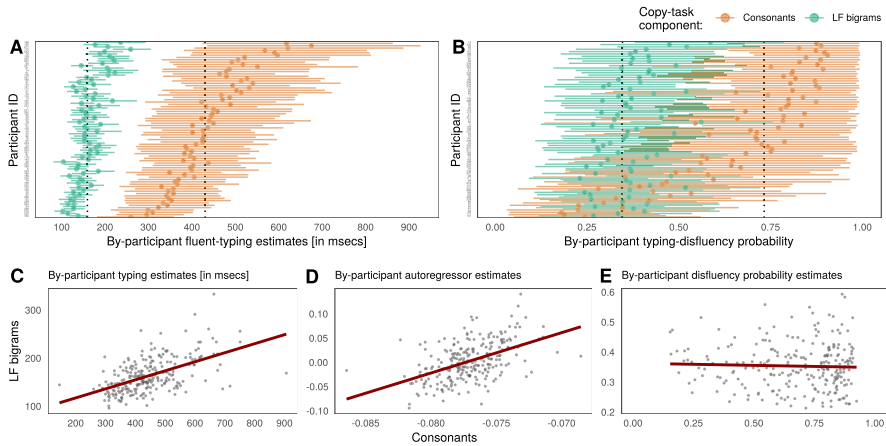 Copy-task
component:
Consonants
LF bigrams
A
B
Participant ID
Participant ID
100 200 300 400 500 600 700 800 900
0.00 0.25 0.50 0.75 1.00
By-participant fluent-typing estimates [in msecs]
By-participant typing-disfluency probability
C
By-participant typing estimates [in msecs]
D
By-participant autoregressor estimates
E
By-participant disfluency probability estimates
LF bigrams
300
200
100
0.10
0.05
0.00
-0.05
-0.10
0.6
0.5
0.4
0.3
0.2
200 300 400 500 600 700 800 900
-0.085 -0.080 -0.075 -0.070
0.00 0.25 0.50 0.75 1.00
Consonants